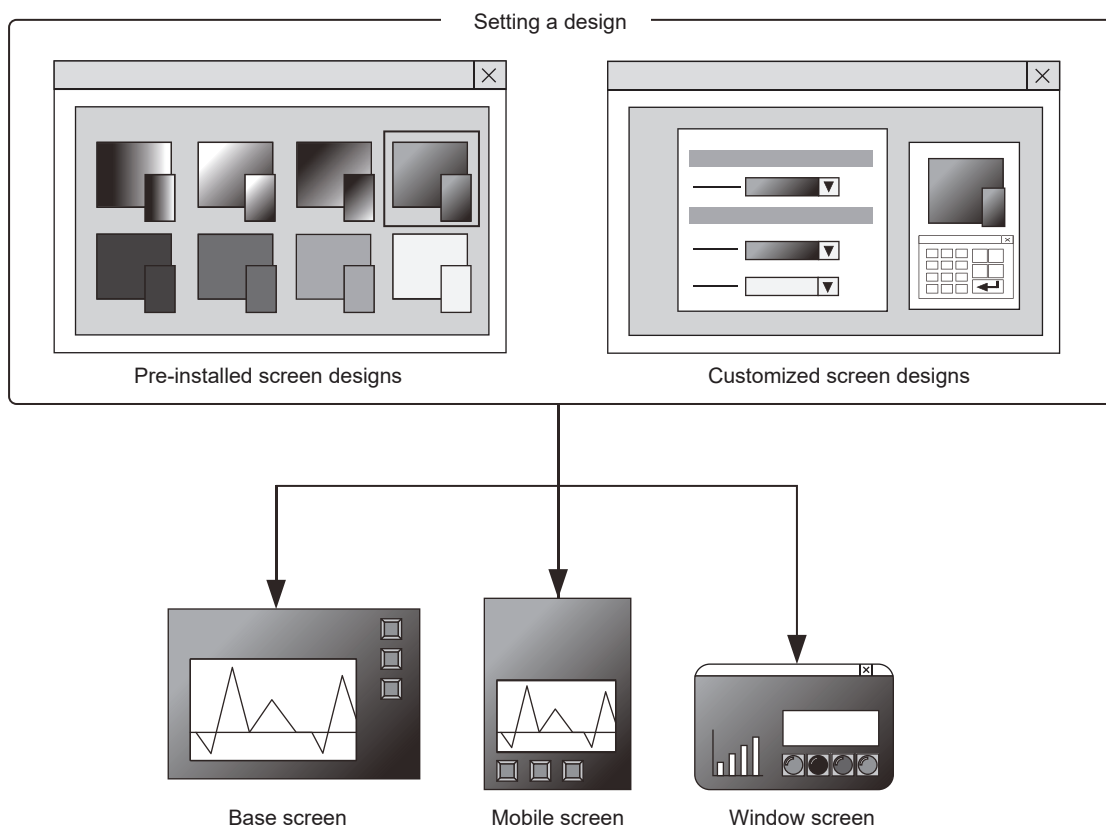 Setting a design
Pre-installed screen designs
Customized screen designs
Base screen
Mobile screen
Window screen